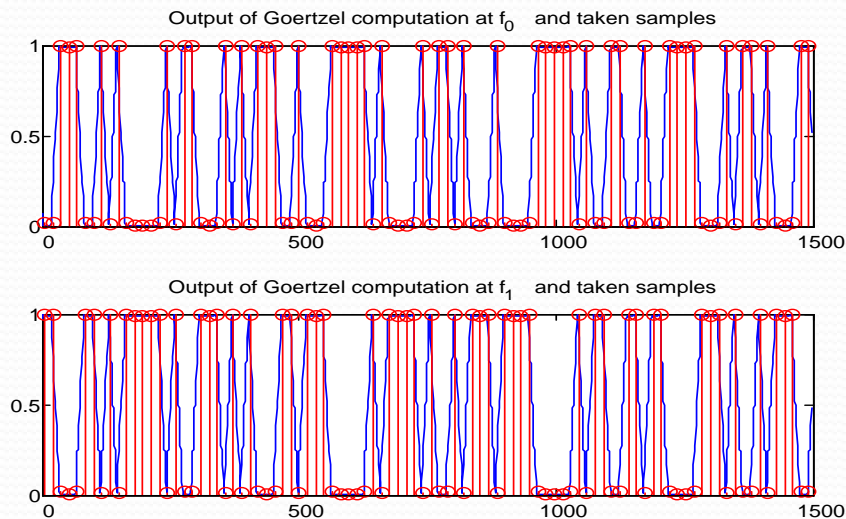 Output of Goertzel computation at f0 and taken samples
1
0.5
0
0 500 1000 1500
Output of Goertzel computation at f1 and taken samples
1
0.5
0
0 500 1000 1500